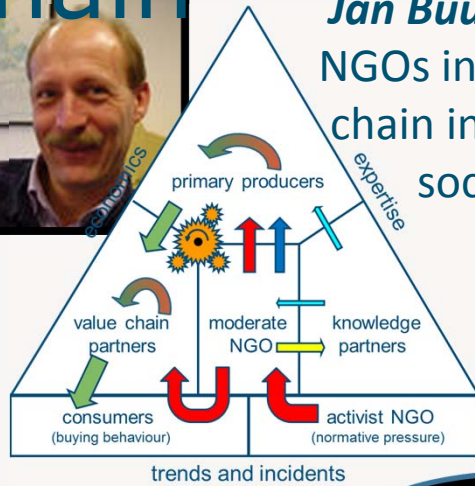 Jan Buu
NGOs in
chain in
soc
economics
expertise
primary producers
value chain
partners
moderate
NGO
knowledge
partners
consumers
(buying behaviour)
activist NGO
(normative pressure)
trends and incidents